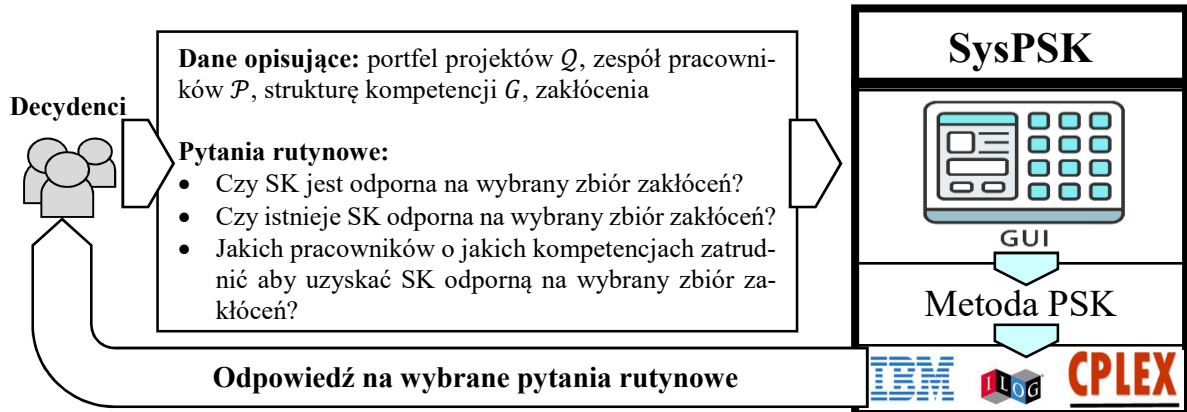 SysPSK
Decydenci
Dane opisujące: portfel projektów 𝒬, zespół pracowni-
ków 𝒫, strukturę kompetencji G, zakłócenia
Pytania rutynowe:
• Czy SK jest odporna na wybrany zbiór zakłóceń?
• Czy istnieje SK odporna na wybrany zbiór zakłóceń?
• Jakich pracowników o jakich kompetencjach zatrud-
nić aby uzyskać SK odporną na wybrany zbiór za-
kłóceń?
GUI
Metoda PSK
IBM ILOG CPLEX
Odpowiedź na wybrane pytania rutynowe